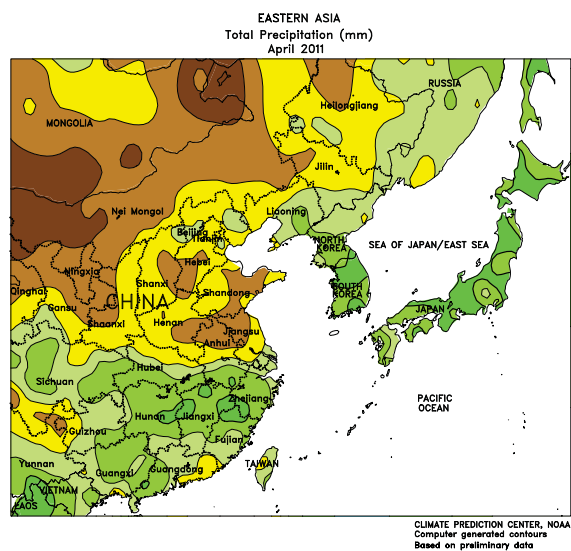 EASTERN ASIA
Total Precipitation (mm)
April 2011
RUSSIA
Heilongjiang
MONGOLIA
Jilin
Nei Mongol
Liaoning
Beijing
Tianjin
NORTH
KOREA
SEA OF JAPAN/EAST SEA
Hebei
Ningxia
Shanxi
Qinghai
Shandong
SOUTH
KOREA
CHINA
Gansu
JAPAN
Shaanxi
Henan
Jiangsu
Anhui
Hubei
Sichuan
Zhejiang
PACIFIC
OCEAN
Hunan
Jiangxi
Guizhou
Fujian
Yunnan
Guangxi
Guangdong
TAIWAN
VIETNAM
LAOS
CLIMATE PREDICTION CENTER, NOAA
Computer generated contours
Based on preliminary data